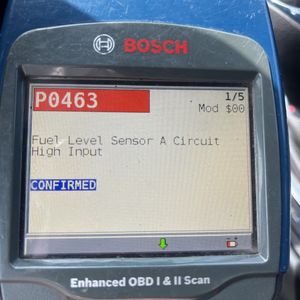 BOSCH
P0463
1/5
Mod $00
Fuel Level Sensor A Circuit
High Input
CONFIRMED
Enhanced OBD I & II Scan